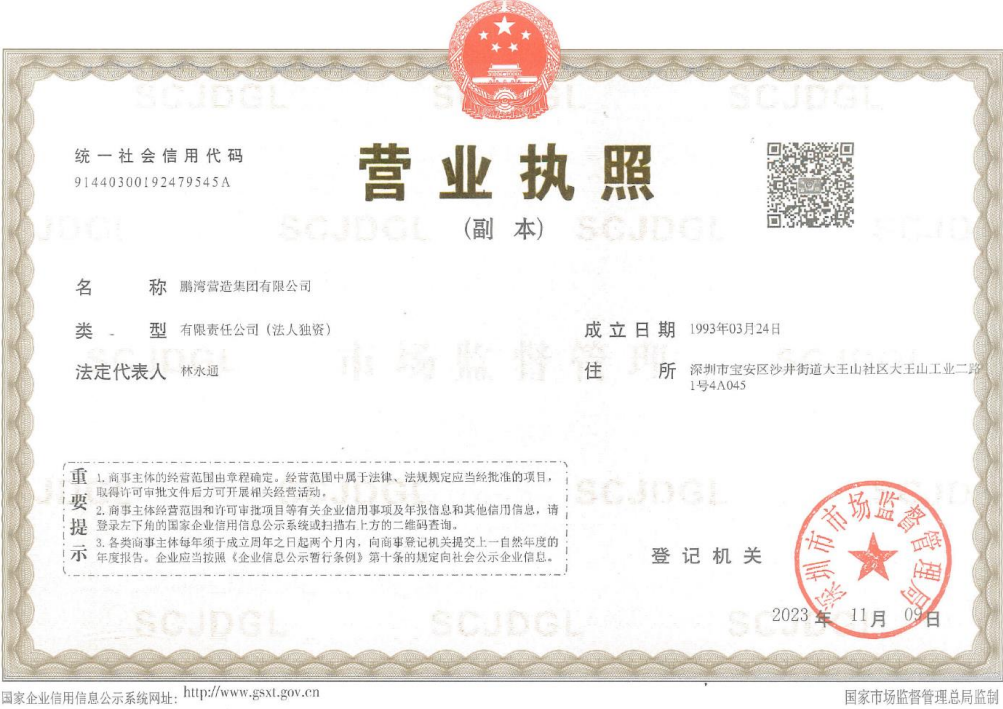 统一社会信用代码
91440300192479545A
营业执照
(副 本)
名 称 鹏湾营造集团有限公司
类 型 有限责任公司（法人独资）
法定代表人 林永通
成立日期 1993年03月24日
住 所 深圳市宝安区沙井街道大王山社区大王山工业二路
1号4A045
重要提示
1.商事主体的经营范围由章程确定。经营范围中属于法律、法规规定应当经批准的项目，
取得许可审批文件后方可开展相关经营活动。
2.商事主体经营范围和许可审批项目等有关企业信用事项及年报信息和其他信用信息，请
登录左下角的国家企业信用信息公示系统或扫描右上方的二维码查询。
3.各类商事主体每年须于成立周年之日起两个月内，向商事登记机关提交上一自然年度的
年度报告。企业应当按照《企业信息公示暂行条例》第十条的规定向社会公示企业信息。
登记机关
深圳市市场监督管理局
2023年 11月 09日
国家企业信用信息公示系统网址：http://www.gsxt.gov.cn
国家市场监督管理总局监制
SCJDGL
市场监督管理